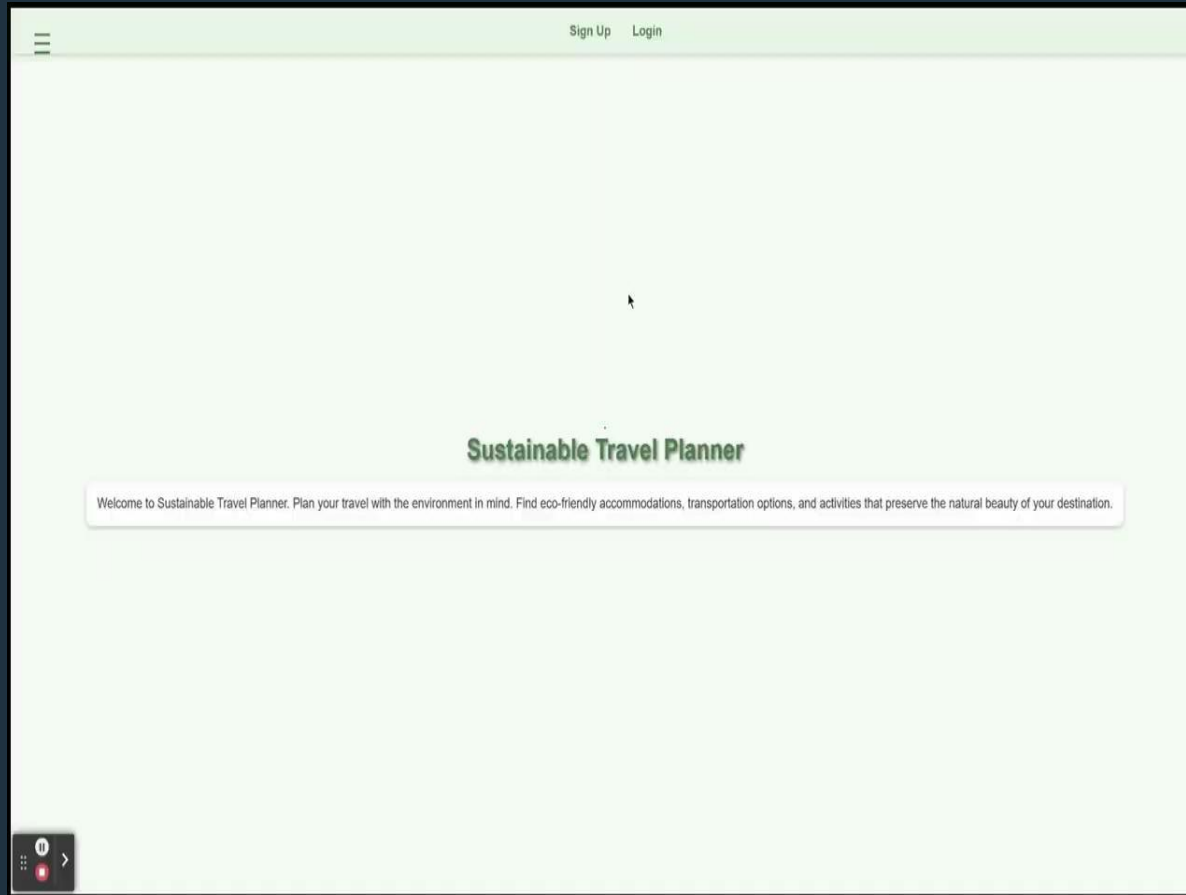 Sign Up Login
Sustainable Travel Planner
Welcome to Sustainable Travel Planner. Plan your travel with the environment in mind. Find eco-friendly accommodations, transportation options, and activities that preserve the natural beauty of your destination.